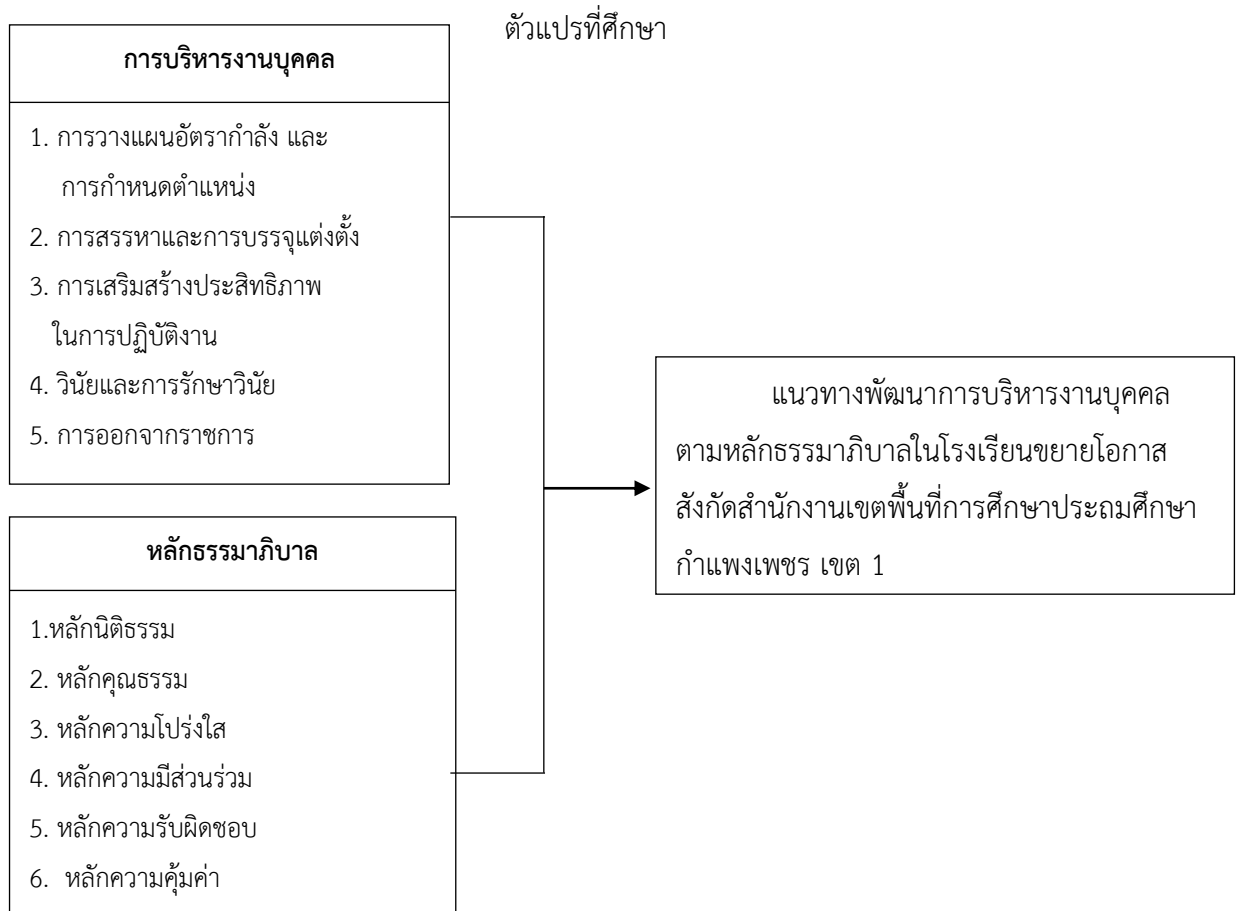 ตัวแปรที่ศึกษา
การบริหารงานบุคคล
1. การวางแผนอัตรากำลัง และ
การกำหนดตำแหน่ง
2. การสรรหาและการบรรจุแต่งตั้ง
3. การเสริมสร้างประสิทธิภาพ
ในการปฏิบัติงาน
4. วินัยและการรักษาวินัย
5. การออกจากราชการ
หลักธรรมาภิบาล
1.หลักนิติธรรม
2. หลักคุณธรรม
3. หลักความโปร่งใส
4. หลักความมีส่วนร่วม
5. หลักความรับผิดชอบ
6. หลักความคุ้มค่า
แนวทางพัฒนาการบริหารงานบุคคล
ตามหลักธรรมาภิบาลในโรงเรียนขยายโอกาส
สังกัดสำนักงานเขตพื้นที่การศึกษาประถมศึกษา
กำแพงเพชร เขต 1